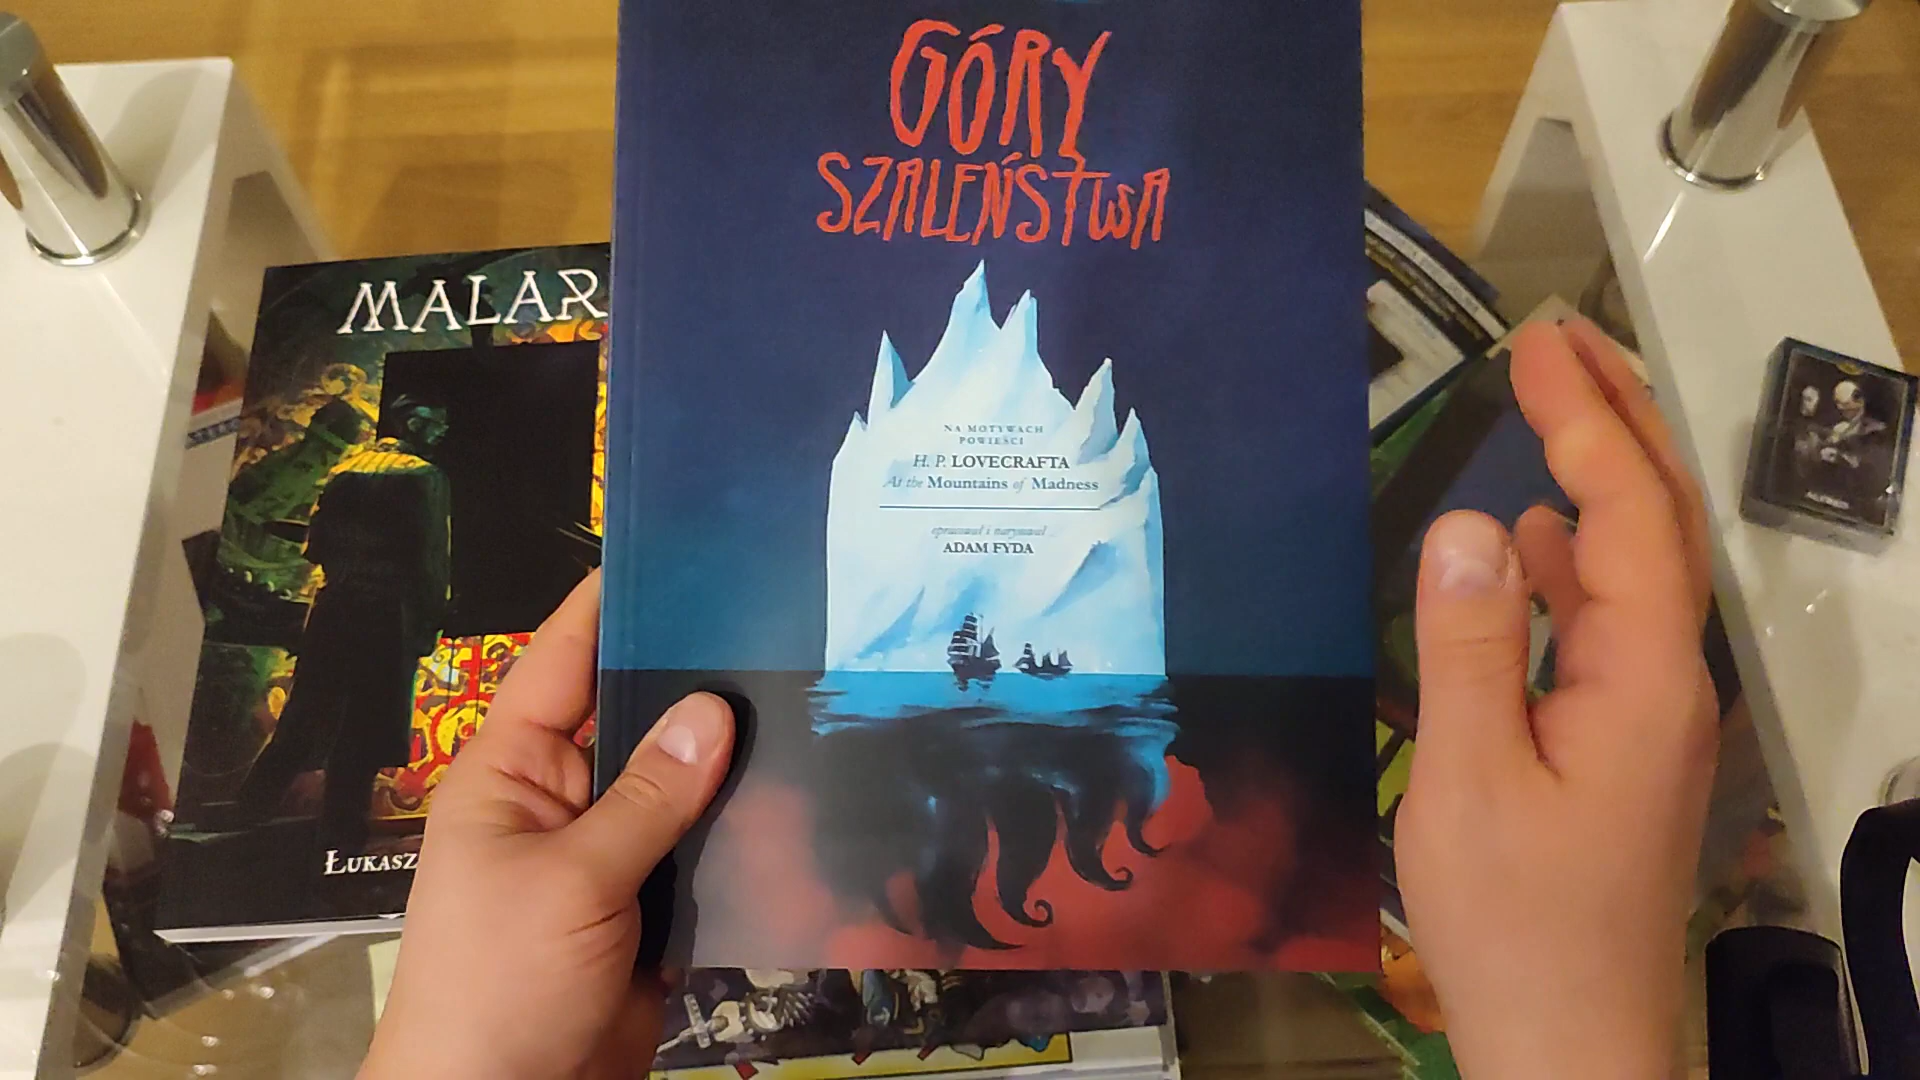 GÓRY
SZALEŃSTWA
NA MOTYWACH
POWIEŚCI
H. P. LOVECRAFTA
At the Mountains of Madness
opracował i narysował
ADAM FYDA
MALAR
ŁUKASZ